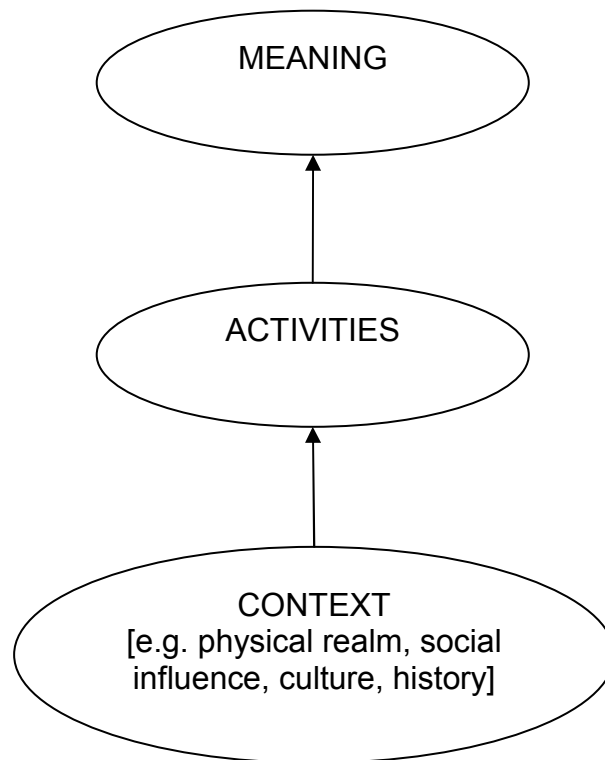 MEANING
ACTIVITIES
CONTEXT
[e.g. physical realm, social
influence, culture, history]